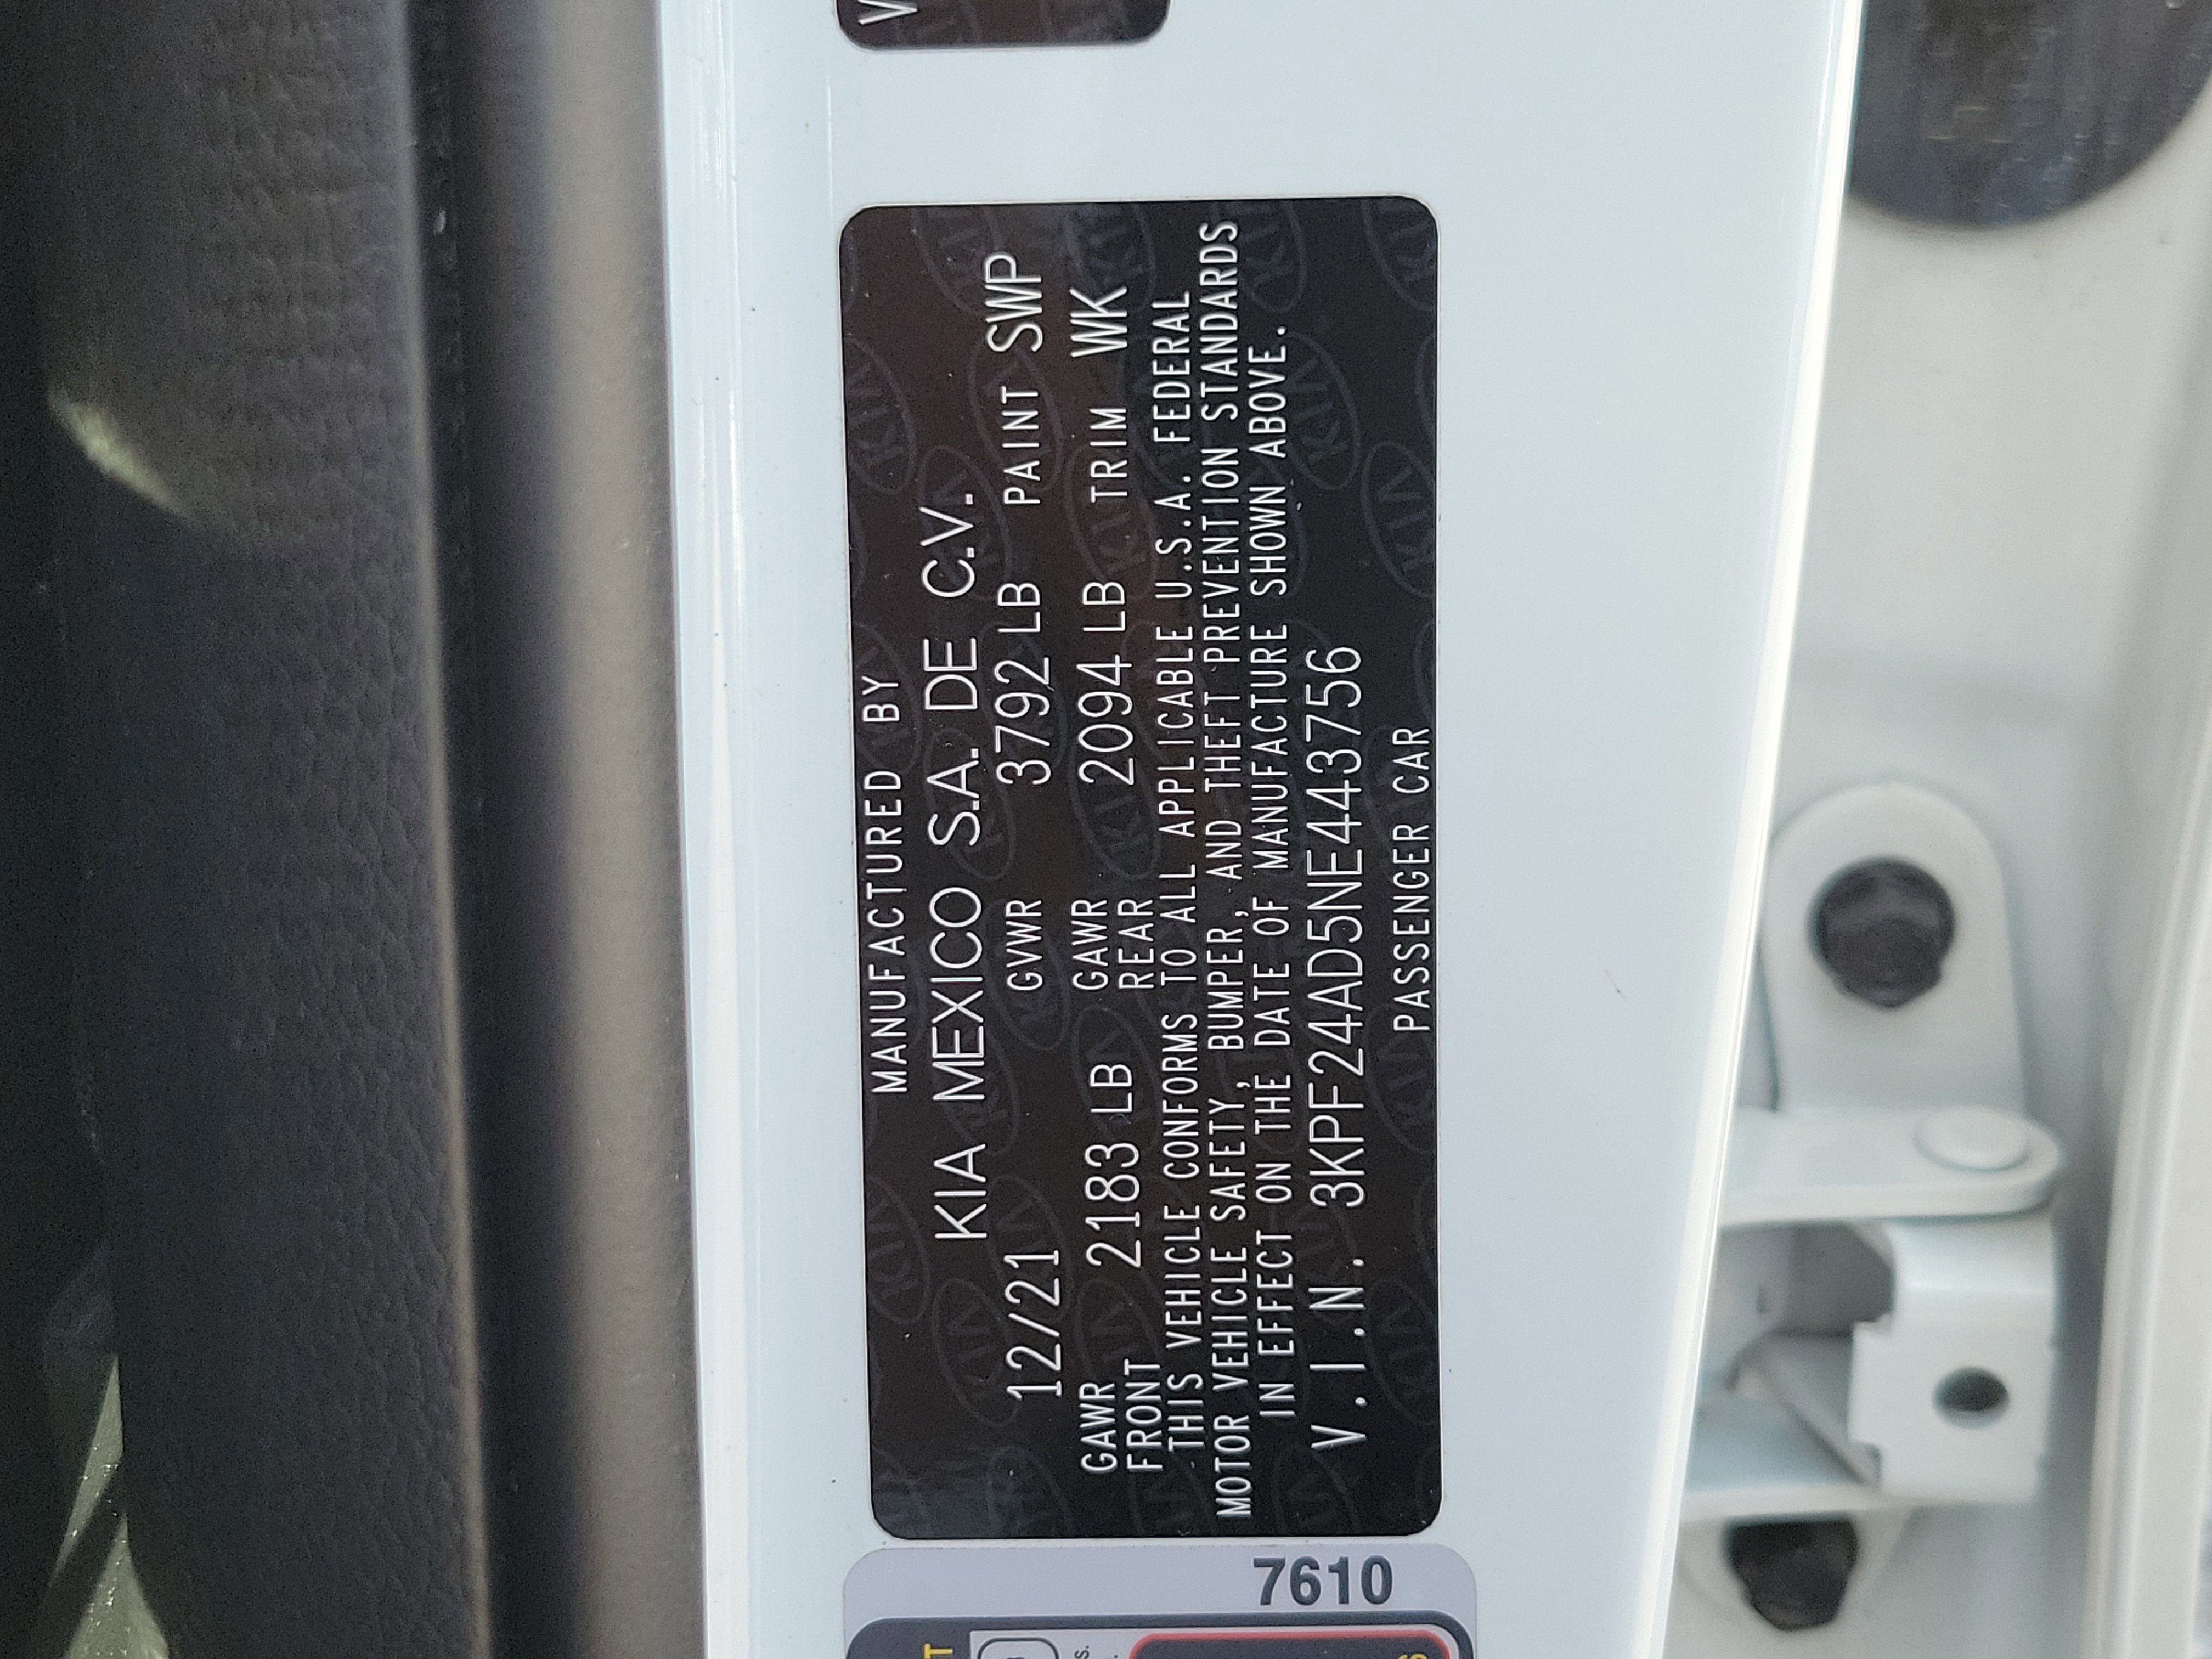 MANUFACTURED BY
KIA MEXICO S.A. DE C.V.
12/21 GVWR 3792 LB PAINT SWP
GAWR FRONT 2183 LB GAWR REAR 2094 LB TRIM WK
THIS VEHICLE CONFORMS TO ALL APPLICABLE U.S.A. FEDERAL
MOTOR VEHICLE SAFETY, BUMPER, AND THEFT PREVENTION STANDARDS
IN EFFECT ON THE DATE OF MANUFACTURE SHOWN ABOVE.
V.I.N. 3KPF24AD5NE443756
PASSENGER CAR
7610